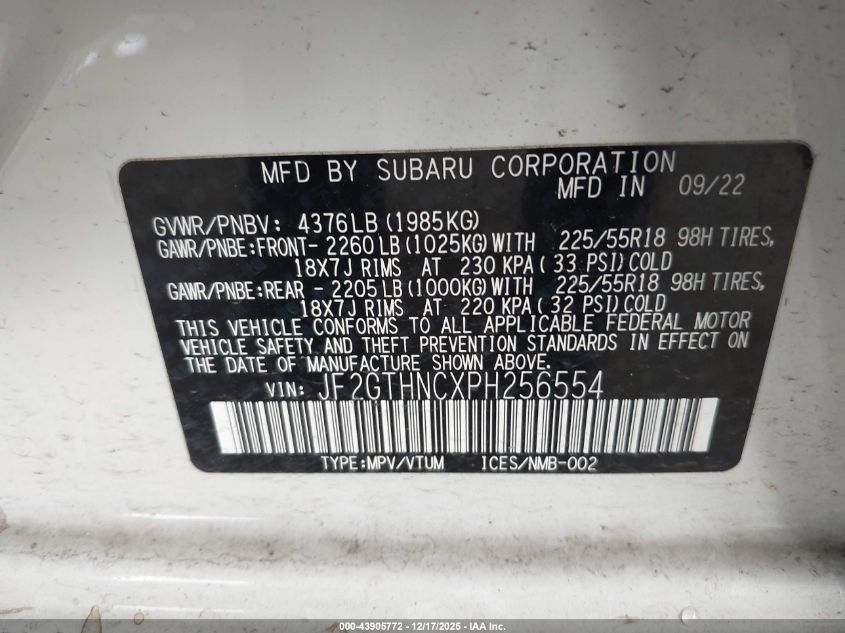 MFD BY SUBARU CORPORATION
MFD IN 09/22
GVWR/PNBV: 4376LB (1985KG)
GAWR/PNBE:FRONT- 2260LB (1025KG) WITH 225/55R18 98H TIRES,
18X7J RIMS AT 230 KPA ( 33 PSI) COLD
GAWR/PNBE:REAR - 2205LB (1000KG) WITH 225/55R18 98H TIRES,
18X7J RIMS AT 220 KPA ( 32 PSI) COLD
THIS VEHICLE CONFORMS TO ALL APPLICABLE FEDERAL MOTOR
VEHICLE SAFETY AND THEFT PREVENTION STANDARDS IN EFFECT ON
THE DATE OF MANUFACTURE SHOWN ABOVE.
VIN: JF2GTHNCXPH256554
TYPE:MPV/VTUM ICES/NMB-002
000-43905772 - 12/17/2025 - IAA Inc.